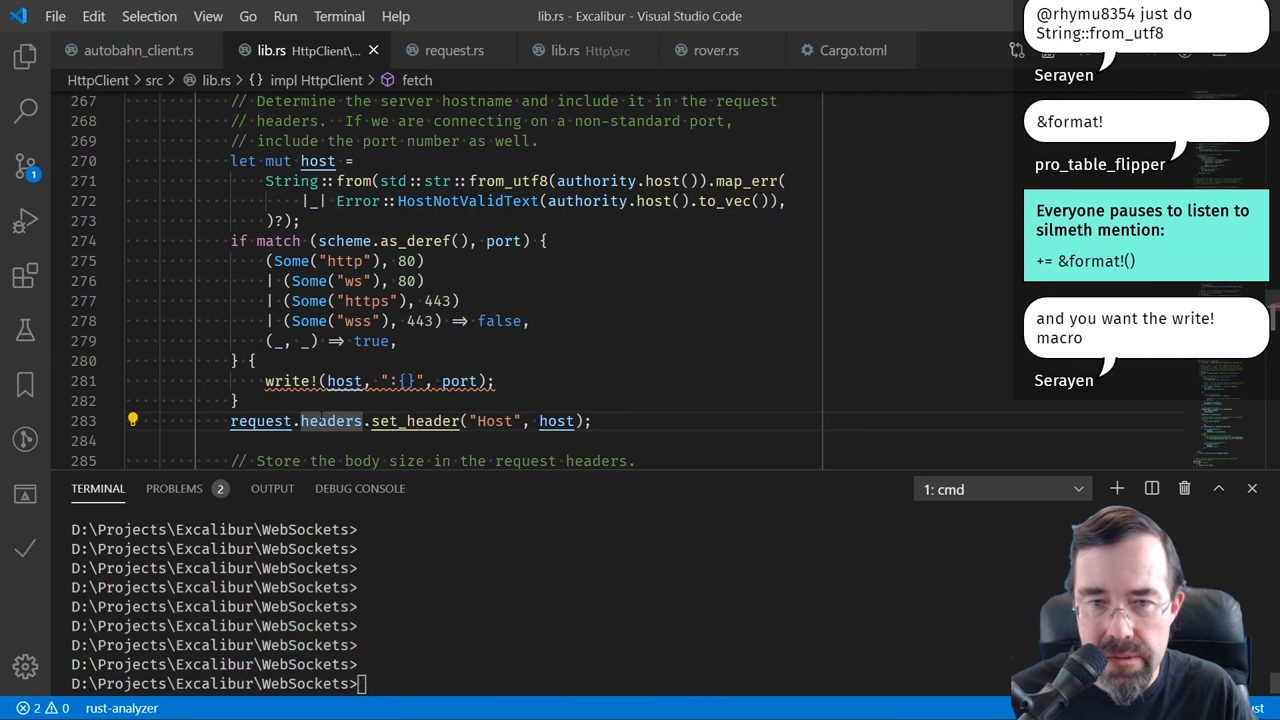 File Edit Selection View Go Run Terminal Help
lib.rs - Excalibur - Visual Studio Code
autobahn_client.rs
lib.rs HttpClient\...
request.rs
lib.rs Http\src
rover.rs
Cargo.toml
HttpClient > src > lib.rs > {} impl HttpClient > fetch
267 // Determine the server hostname and include it in the request
268 // headers.  If we are connecting on a non-standard port,
269 // include the port number as well.
270 let mut host =
271 String::from(std::str::from_utf8(authority.host()).map_err(
272 |_| Error::HostNotValidText(authority.host().to_vec()),
273 )?);
274 if match (scheme.as_deref(), port) {
275 (Some("http"), 80)
276 | (Some("ws"), 80)
277 | (Some("https"), 443)
278 | (Some("wss"), 443) => false,
279 (_, _) => true,
280 } {
281 write!(host, ":{}", port);
282 }
283 request.headers.set_header("Host", host);
284
285 // Store the body size in the request headers.
@rhymu8354 just do
String::from_utf8
Serayen
&format!
pro_table_flipper
Everyone pauses to listen to
silmeth mention:
+= &format!()
and you want the write!
macro
Serayen
1
TERMINAL PROBLEMS 2 OUTPUT DEBUG CONSOLE
1: cmd
D:\Projects\Excalibur\WebSockets>
D:\Projects\Excalibur\WebSockets>
D:\Projects\Excalibur\WebSockets>
D:\Projects\Excalibur\WebSockets>
D:\Projects\Excalibur\WebSockets>
D:\Projects\Excalibur\WebSockets>
D:\Projects\Excalibur\WebSockets>
D:\Projects\Excalibur\WebSockets>
D:\Projects\Excalibur\WebSockets>
2 0 rust-analyzer